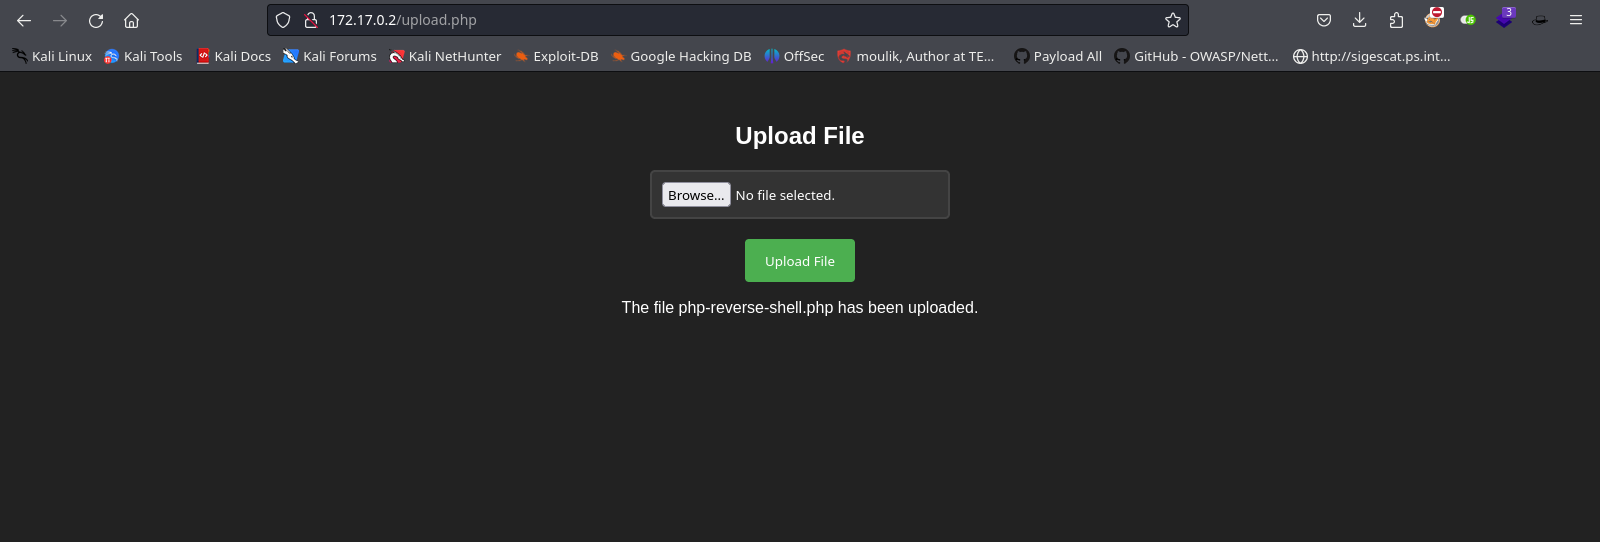 172.17.0.2/upload.php
3
Kali Linux Kali Tools Kali Docs Kali Forums Kali NetHunter Exploit-DB Google Hacking DB OffSec moulik, Author at TE… Payload All GitHub - OWASP/Nett… http://sigescat.ps.int…
Upload File
Browse… No file selected.
Upload File
The file php-reverse-shell.php has been uploaded.